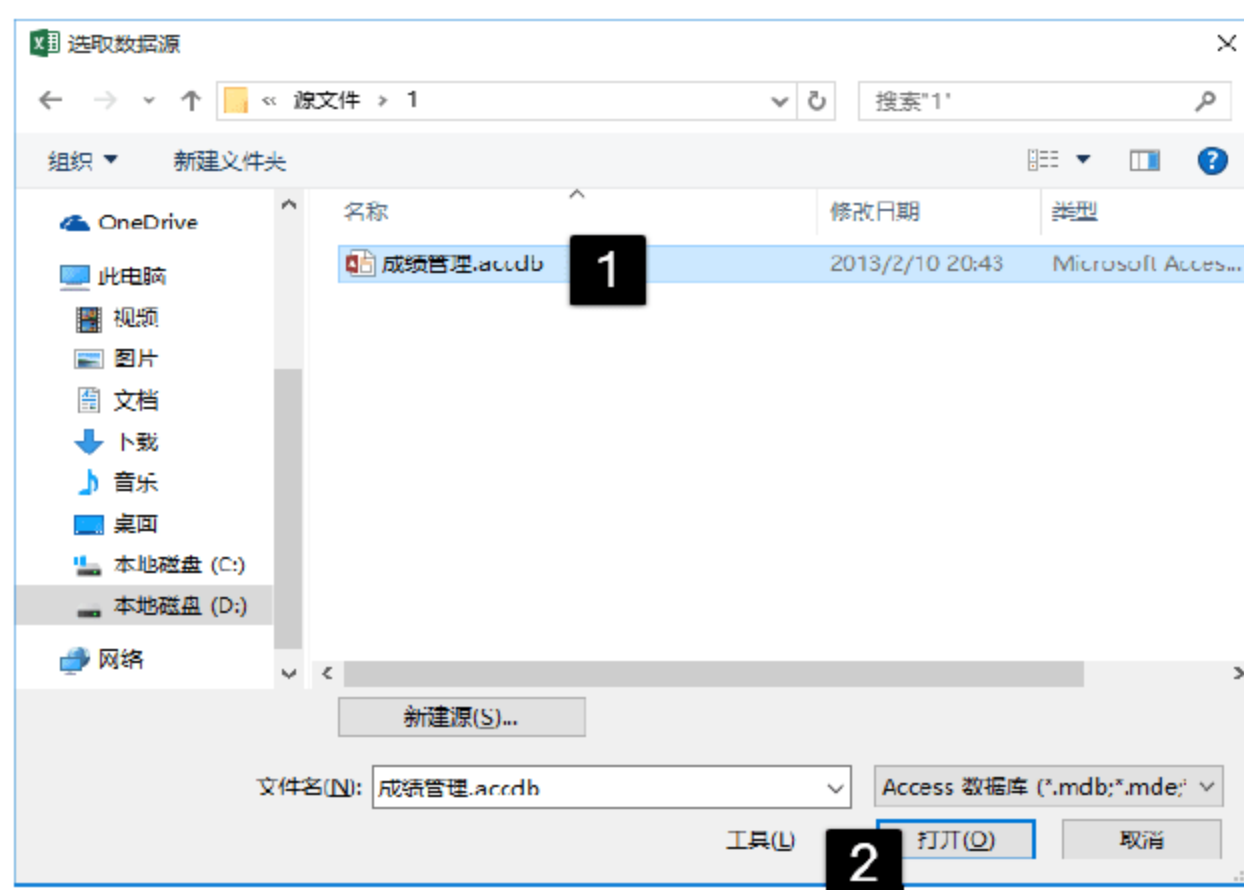 选取数据源
« 源文件 > 1
搜索"1"
组织 新建文件夹
名称 修改日期 类型
OneDrive
成绩管理.accdb 1 2013/2/10 20:43 Microsoft Acces...
此电脑
视频
图片
文档
下载
音乐
桌面
本地磁盘 (C:)
本地磁盘 (D:)
网络
新建源(S)...
文件名(N): 成绩管理.accdb Access 数据库 (*.mdb;*.mde;*
工具(L) 2 打开(O) 取消